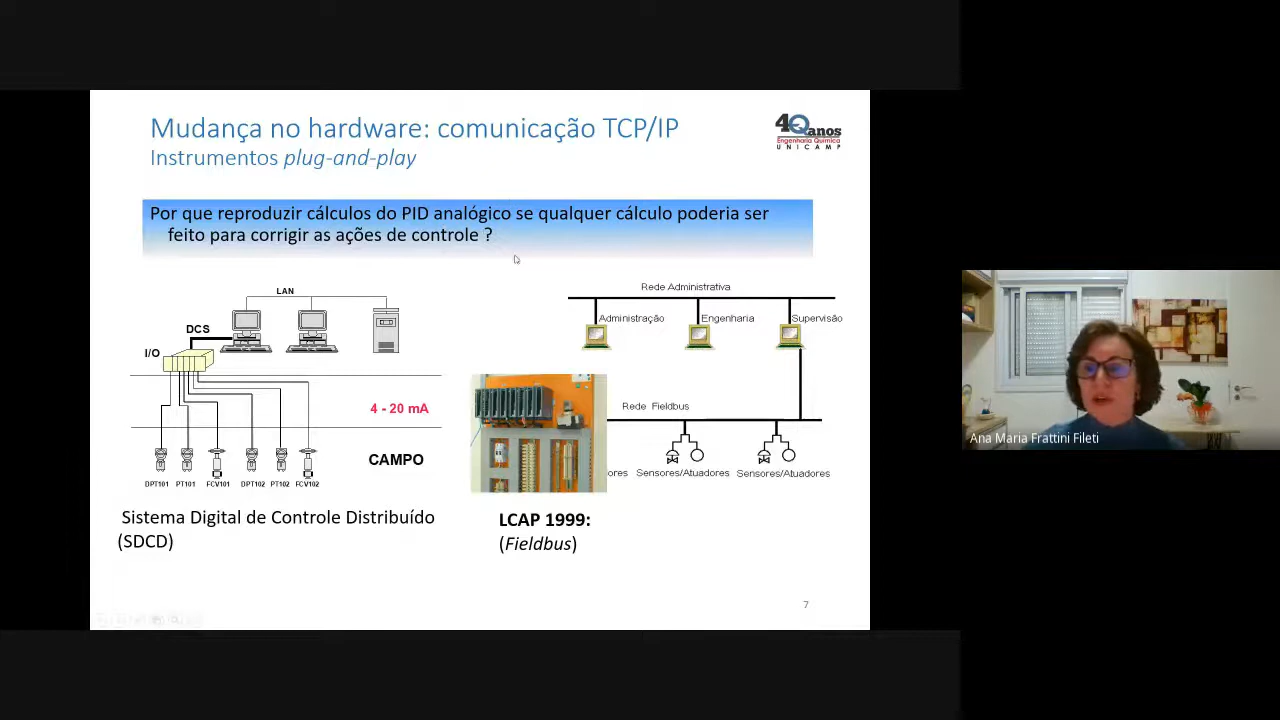 Mudança no hardware: comunicação TCP/IP
Instrumentos plug-and-play
40 anos
Engenharia Química
UNICAMP
Por que reproduzir cálculos do PID analógico se qualquer cálculo poderia ser
feito para corrigir as ações de controle ?
LAN
DCS
I/O
4 - 20 mA
CAMPO
DPT101 PT101 FCV101 DPT102 PT102 FCV102
Sistema Digital de Controle Distribuído
(SDCD)
Rede Administrativa
Administração Engenharia Supervisão
Rede Fieldbus
ores Sensores/Atuadores Sensores/Atuadores
LCAP 1999:
(Fieldbus)
7
Ana Maria Frattini Fileti